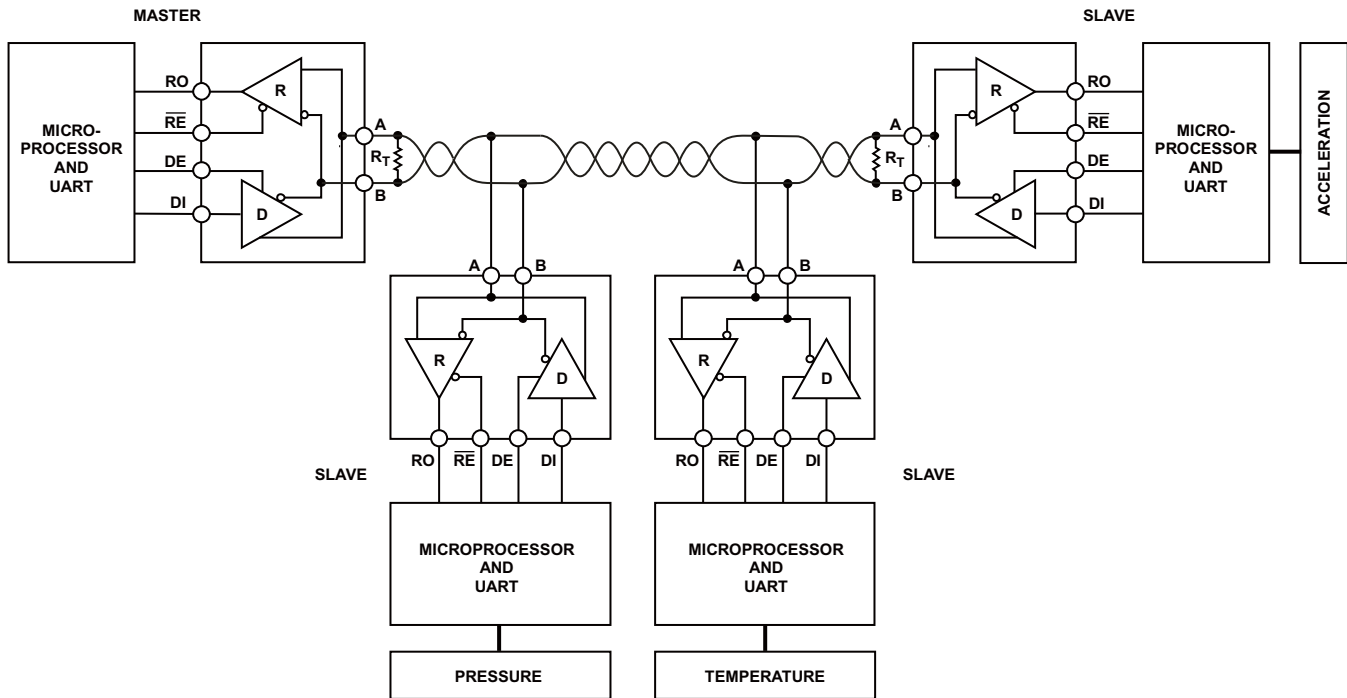 MASTER
SLAVE
MICRO-
PROCESSOR
AND
UART
RO
RE
DE
DI
R
D
A
B
RT
RT
A
B
R
D
RO
RE
DE
DI
MICRO-
PROCESSOR
AND
UART
ACCELERATION
A
B
R
D
RO
RE
DE
DI
SLAVE
MICROPROCESSOR
AND
UART
PRESSURE
A
B
R
D
RO
RE
DE
DI
SLAVE
MICROPROCESSOR
AND
UART
TEMPERATURE